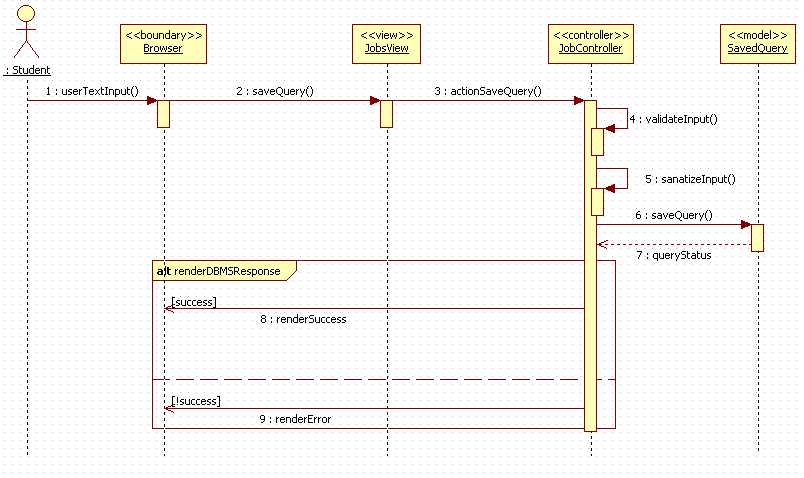 <<boundary>>
Browser
<<view>>
JobsView
<<controller>>
JobController
<<model>>
SavedQuery
: Student
1 : userTextInput()
2 : saveQuery()
3 : actionSaveQuery()
4 : validateInput()
5 : sanatizeInput()
6 : saveQuery()
7 : queryStatus
alt renderDBMSResponse
[success]
8 : renderSuccess
[!success]
9 : renderError